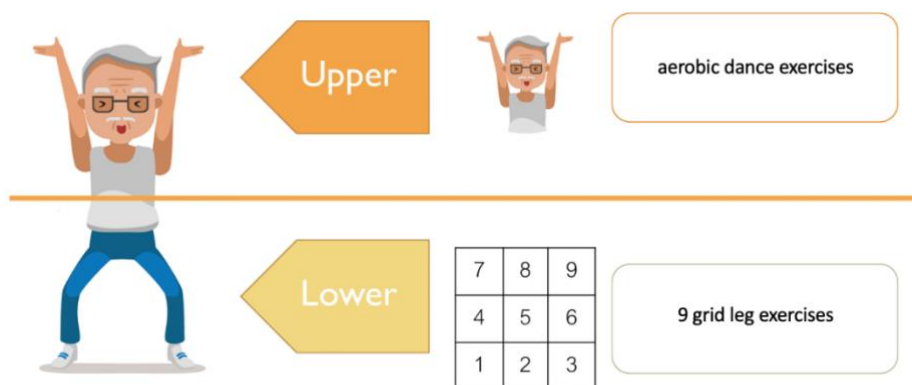 Upper
aerobic dance exercises
Lower
7 8 9
4 5 6
1 2 3
9 grid leg exercises